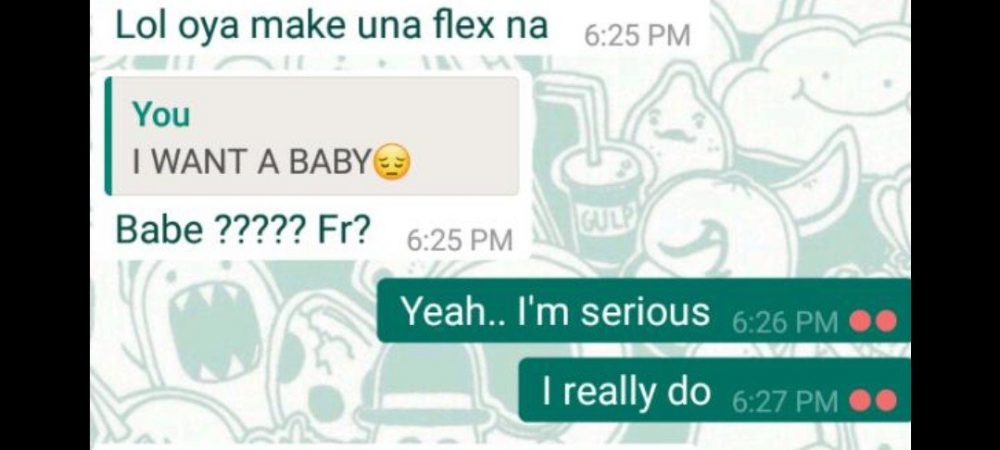 Lol oya make una flex na 6:25 PM
You
I WANT A BABY😔
Babe ????? Fr? 6:25 PM
GULP
Yeah.. I'm serious 6:26 PM
I really do 6:27 PM